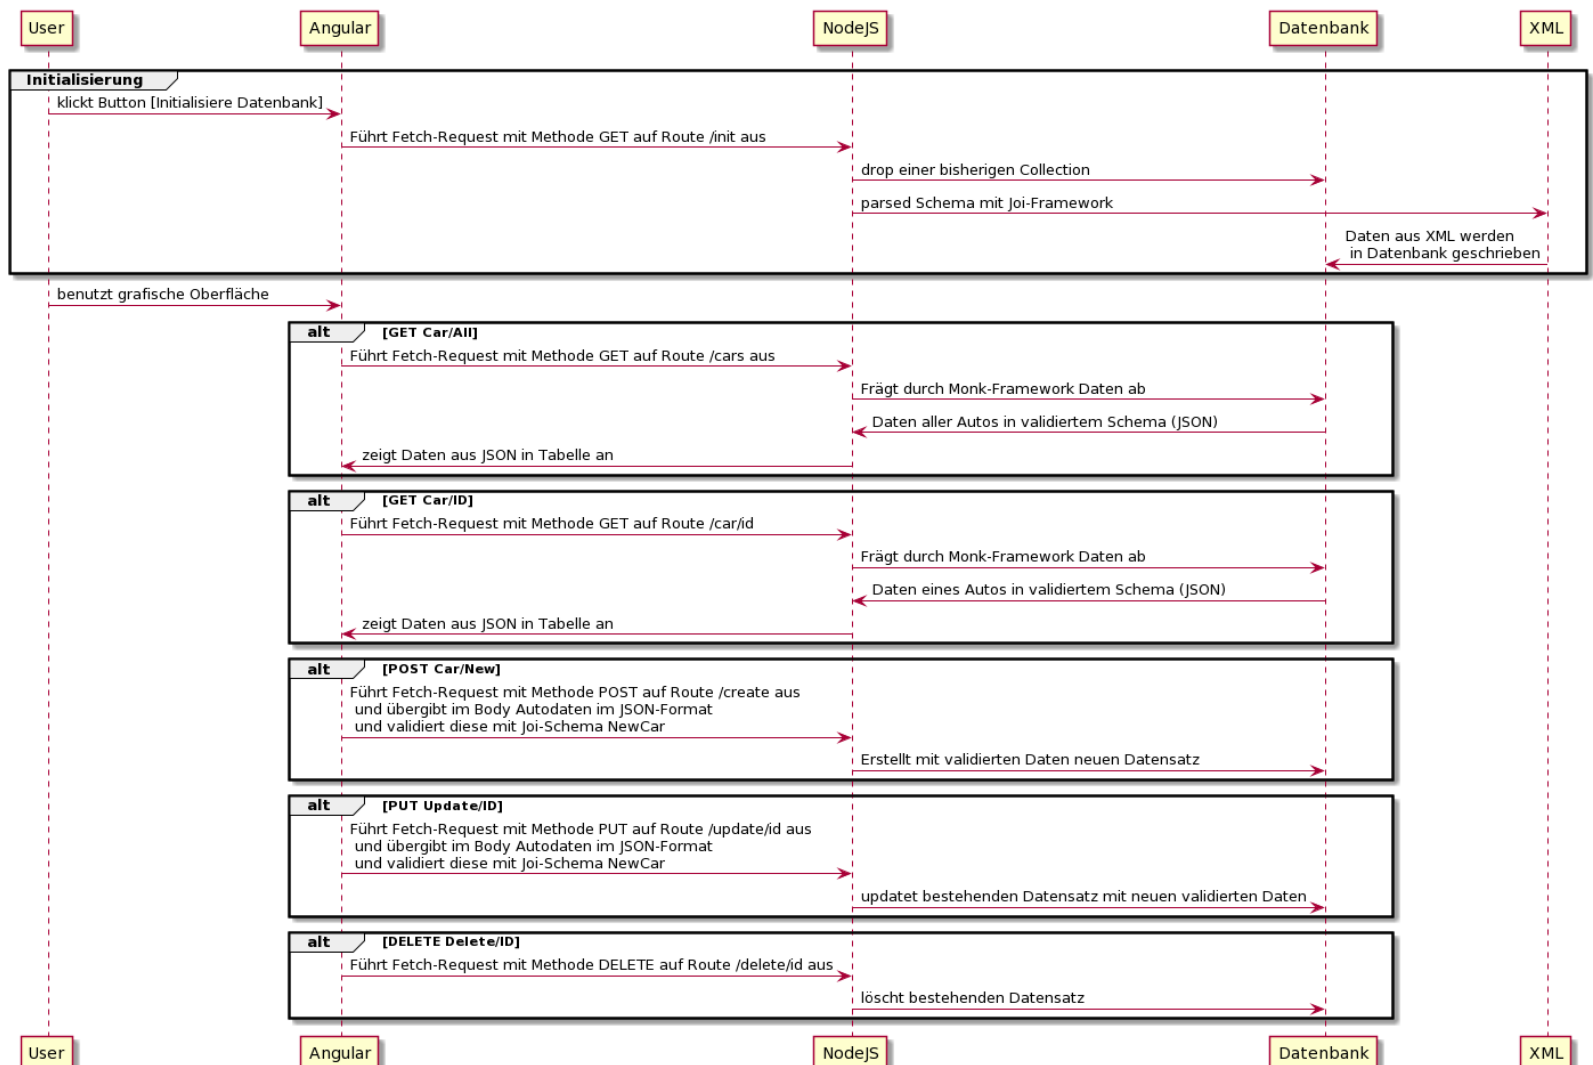 User
Angular
NodeJS
Datenbank
XML
Initialisierung
klickt Button [Initialisiere Datenbank]
Führt Fetch-Request mit Methode GET auf Route /init aus
drop einer bisherigen Collection
parsed Schema mit Joi-Framework
Daten aus XML werden
in Datenbank geschrieben
benutzt grafische Oberfläche
alt [GET Car/All]
Führt Fetch-Request mit Methode GET auf Route /cars aus
Frägt durch Monk-Framework Daten ab
Daten aller Autos in validiertem Schema (JSON)
zeigt Daten aus JSON in Tabelle an
alt [GET Car/ID]
Führt Fetch-Request mit Methode GET auf Route /car/id
Frägt durch Monk-Framework Daten ab
Daten eines Autos in validiertem Schema (JSON)
zeigt Daten aus JSON in Tabelle an
alt [POST Car/New]
Führt Fetch-Request mit Methode POST auf Route /create aus
und übergibt im Body Autodaten im JSON-Format
und validiert diese mit Joi-Schema NewCar
Erstellt mit validierten Daten neuen Datensatz
alt [PUT Update/ID]
Führt Fetch-Request mit Methode PUT auf Route /update/id aus
und übergibt im Body Autodaten im JSON-Format
und validiert diese mit Joi-Schema NewCar
updatet bestehenden Datensatz mit neuen validierten Daten
alt [DELETE Delete/ID]
Führt Fetch-Request mit Methode DELETE auf Route /delete/id aus
löscht bestehenden Datensatz
User
Angular
NodeJS
Datenbank
XML